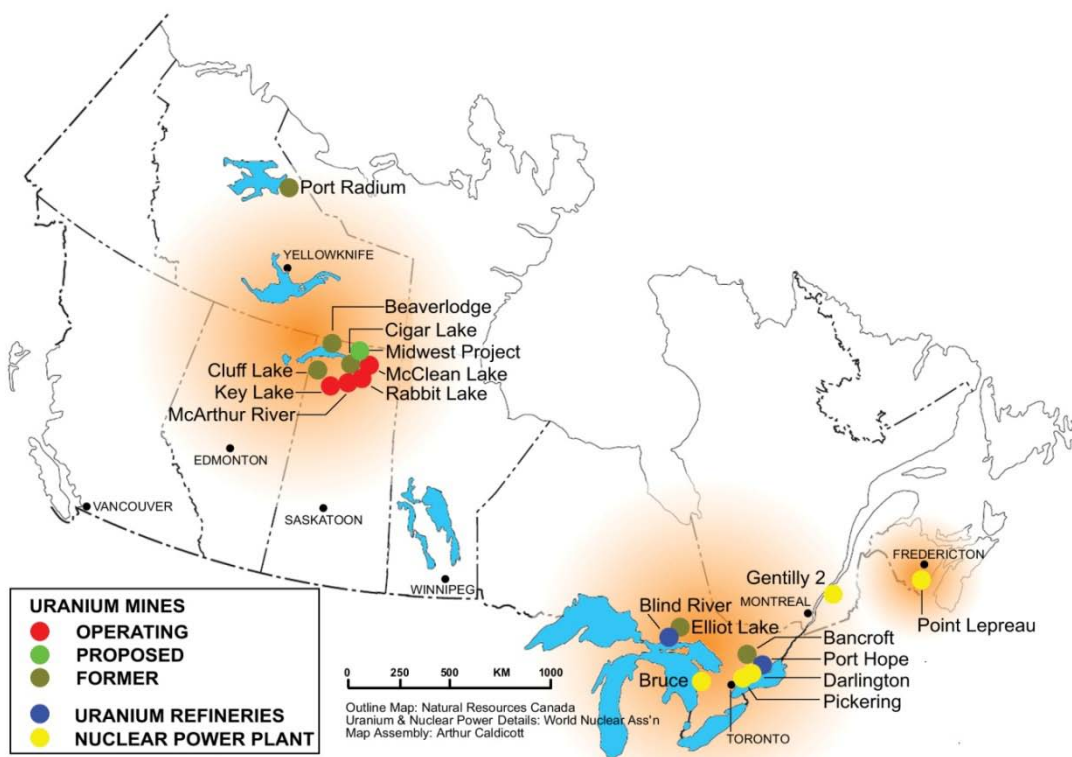 Port Radium
YELLOWKNIFE
Beaverlodge
Cigar Lake
Midwest Project
Cluff Lake
McClean Lake
Key Lake
Rabbit Lake
McArthur River
EDMONTON
VANCOUVER
SASKATOON
WINNIPEG
FREDERICTON
Gentilly 2
MONTREAL
Blind River
Elliot Lake
Point Lepreau
Bancroft
Port Hope
Bruce
Darlington
Pickering
TORONTO
URANIUM MINES
OPERATING
PROPOSED
FORMER
URANIUM REFINERIES
NUCLEAR POWER PLANT
0 250 500 KM 1000
Outline Map: Natural Resources Canada
Uranium & Nuclear Power Details: World Nuclear Ass'n
Map Assembly: Arthur Caldicott